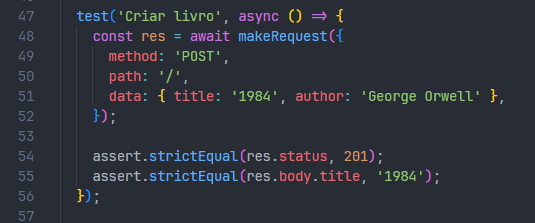 47 test('Criar livro', async () => {
48 const res = await makeRequest({
49 method: 'POST',
50 path: '/',
51 data: { title: '1984', author: 'George Orwell' },
52 });
53
54 assert.strictEqual(res.status, 201);
55 assert.strictEqual(res.body.title, '1984');
56 });
57